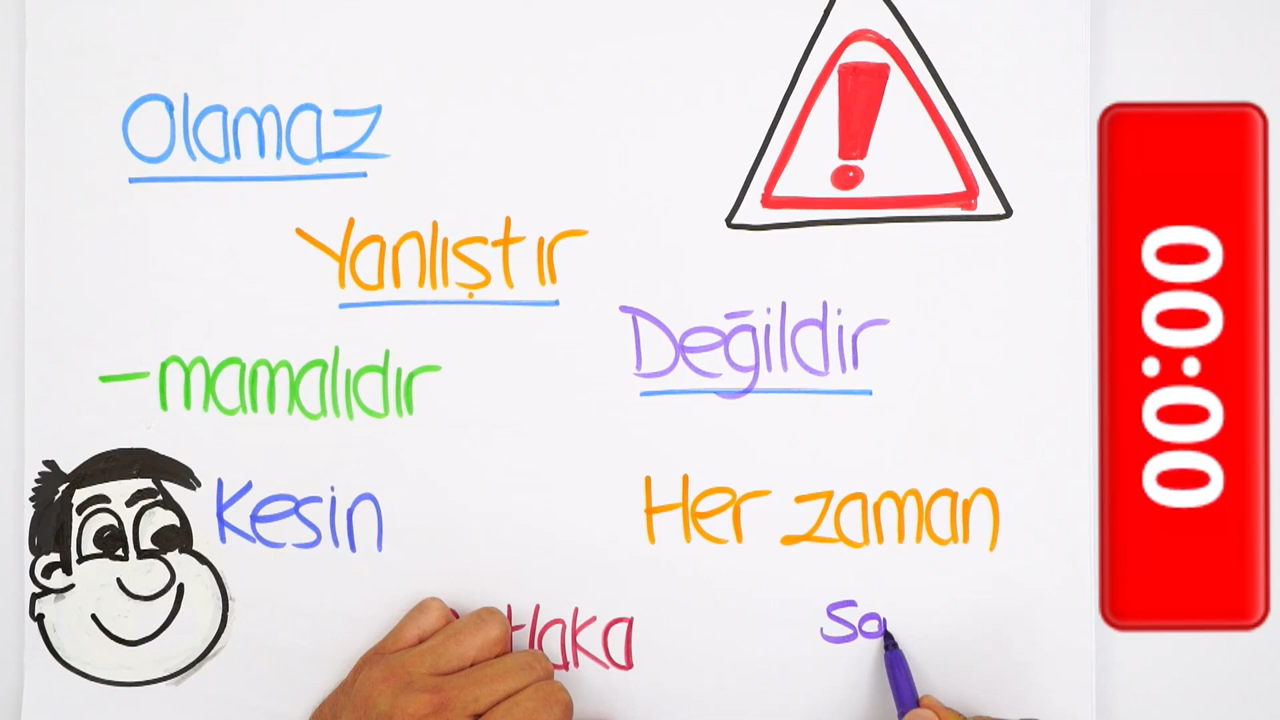 Olamaz
Yanlıştır
Değildir
-mamalıdır
Kesin
Her zaman
00:00